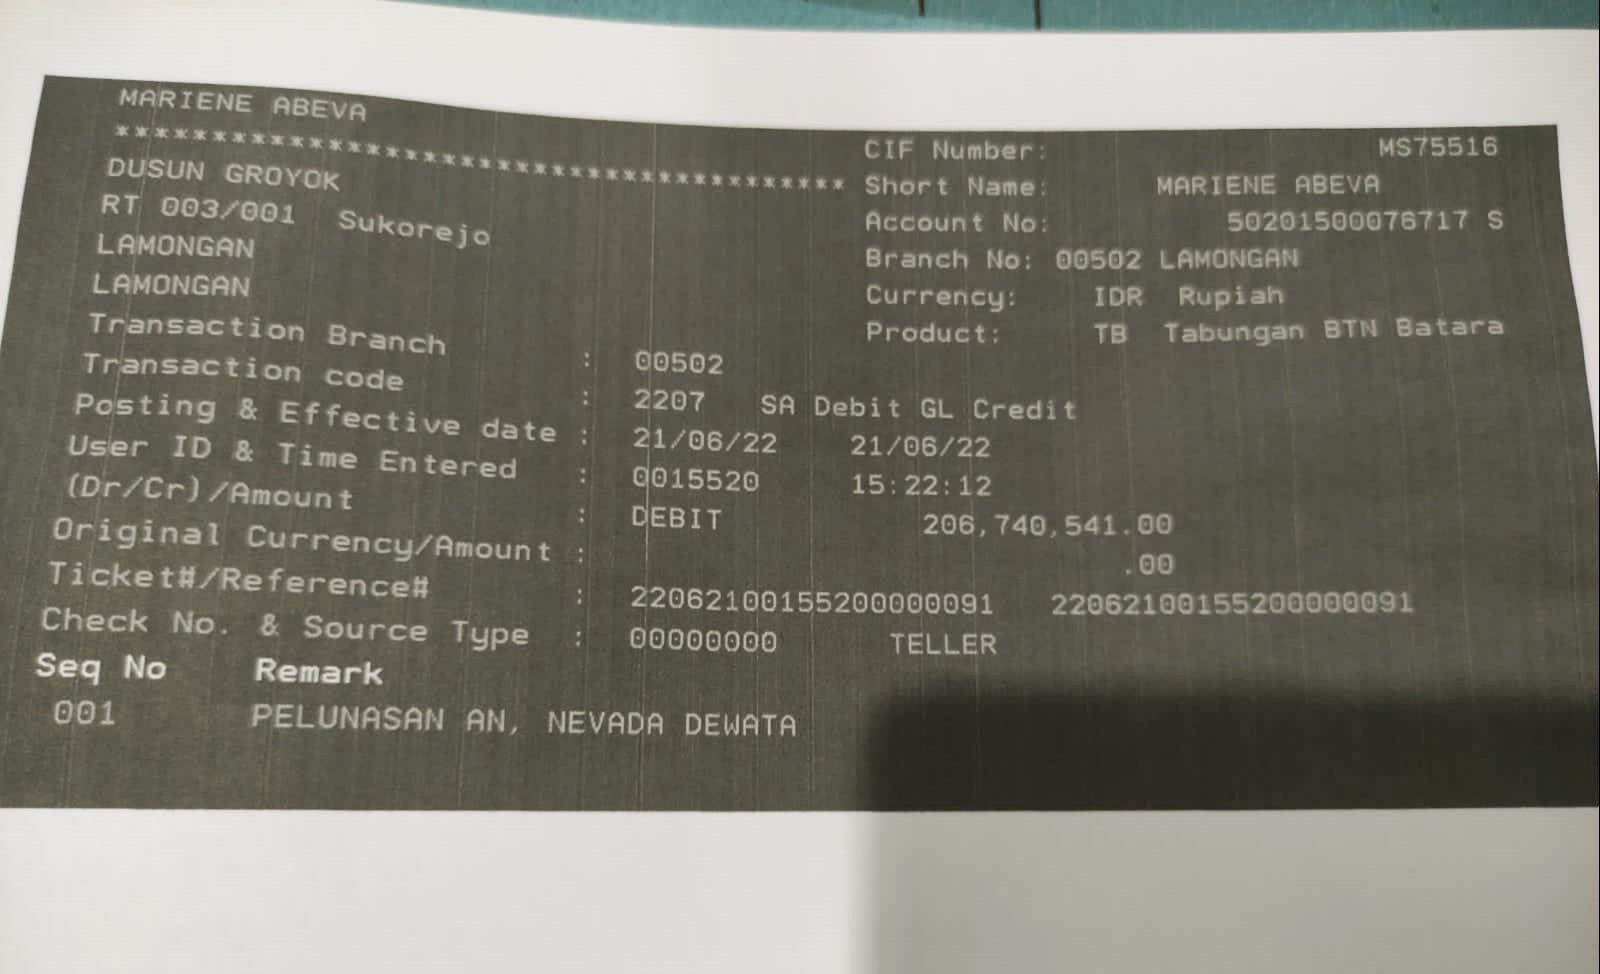 MARIENE ABEVA
************************************** 
CIF Number: MS75516
DUSUN GROYOK
Short Name: MARIENE ABEVA
RT 003/001 Sukorejo
Account No: 50201500076717 S
LAMONGAN
Branch No: 00502 LAMONGAN
LAMONGAN
Currency: IDR Rupiah
Product: TB Tabungan BTN Batara
Transaction Branch : 00502
Transaction code : 2207 SA Debit GL Credit
Posting & Effective date : 21/06/22 21/06/22
User ID & Time Entered : 0015520 15:22:12
(Dr/Cr)/Amount : DEBIT 206,740,541.00
Original Currency/Amount : .00
Ticket#/Reference# : 22062100155200000091 22062100155200000091
Check No. & Source Type : 00000000 TELLER
Seq No Remark
001 PELUNASAN AN, NEVADA DEWATA